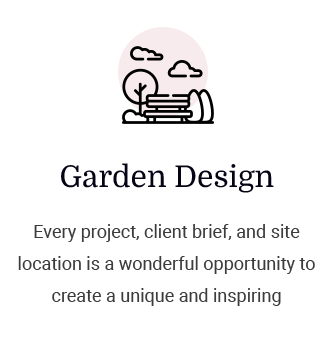 Garden Design
Every project, client brief, and site
location is a wonderful opportunity to
create a unique and inspiring